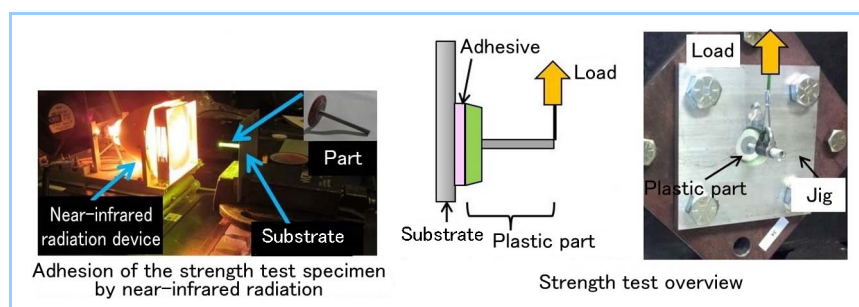 Part
Near-infrared
radiation device
Substrate
Adhesion of the strength test specimen
by near-infrared radiation
Adhesive
Load
Substrate
Plastic part
Load
Plastic part
Jig
Strength test overview